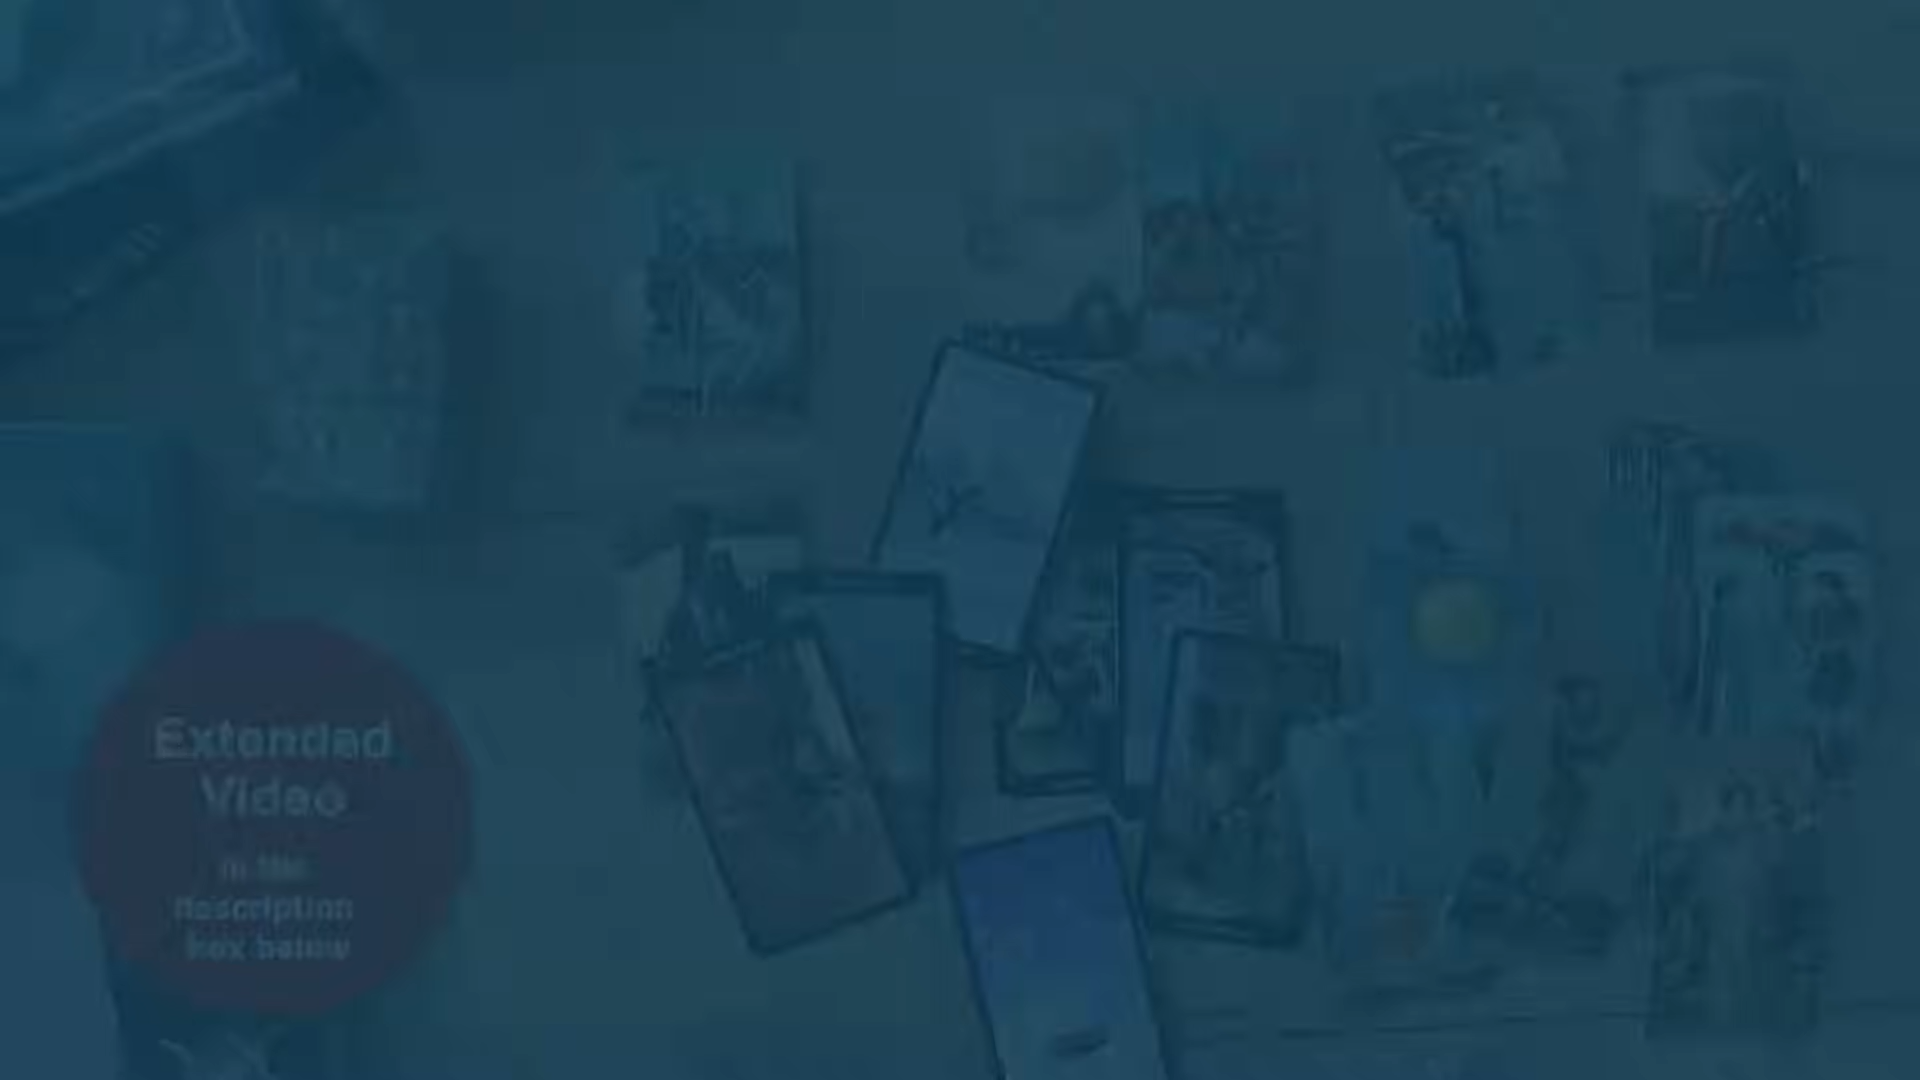 Extended
Video
in the
description
box below